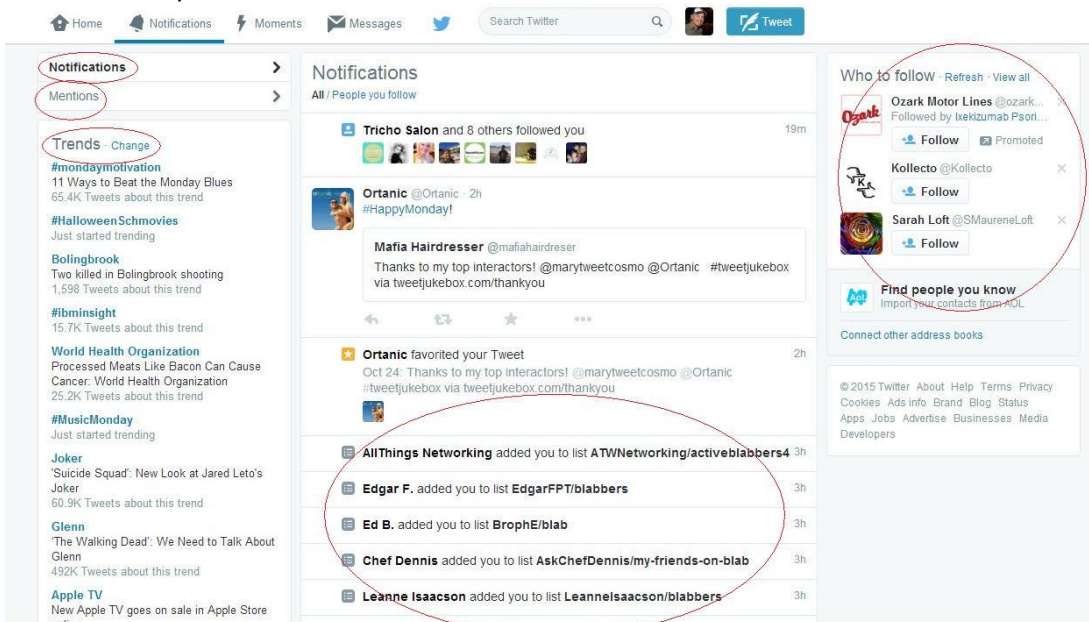 Home Notifications Moments Messages Search Twitter Tweet
Notifications
Mentions
Trends · Change
#mondaymotivation
11 Ways to Beat the Monday Blues
65.4K Tweets about this trend
#HalloweenSchmovies
Just started trending
Bolingbrook
Two killed in Bolingbrook shooting
1,598 Tweets about this trend
#ibminsight
15.7K Tweets about this trend
World Health Organization
Processed Meats Like Bacon Can Cause
Cancer: World Health Organization
25.2K Tweets about this trend
#MusicMonday
Just started trending
Joker
'Suicide Squad': New Look at Jared Leto's
Joker
60.9K Tweets about this trend
Glenn
'The Walking Dead': We Need to Talk About
Glenn
492K Tweets about this trend
Apple TV
New Apple TV goes on sale in Apple Store
Notifications
All / People you follow
Tricho Salon and 8 others followed you 19m
Ortanic @Ortanic · 2h
#HappyMonday!
Mafia Hairdresser @mafiahairdreser
Thanks to my top interactors! @marytweetcosmo @Ortanic #tweetjukebox
via tweetjukebox.com/thankyou
Ortanic favorited your Tweet 2h
Oct 24: Thanks to my top interactors! @marytweetcosmo @Ortanic
#tweetjukebox via tweetjukebox.com/thankyou
AllThings Networking added you to list ATWNetworking/activeblabbers4 3h
Edgar F. added you to list EdgarFPT/blabbers 3h
Ed B. added you to list BrophE/blab 3h
Chef Dennis added you to list AskChefDennis/my-friends-on-blab 3h
Leanne Isaacson added you to list LeanneIsaacson/blabbers 3h
Who to follow · Refresh · View all
Ozark
Ozark Motor Lines @ozark...
Followed by Ixekizumab Psori...
Follow Promoted
Kollecto @Kollecto
Follow
Sarah Loft @SMaureneLoft
Follow
Aol.
Find people you know
Import your contacts from AOL
Connect other address books
© 2015 Twitter About Help Terms Privacy
Cookies Ads info Brand Blog Status
Apps Jobs Advertise Businesses Media
Developers